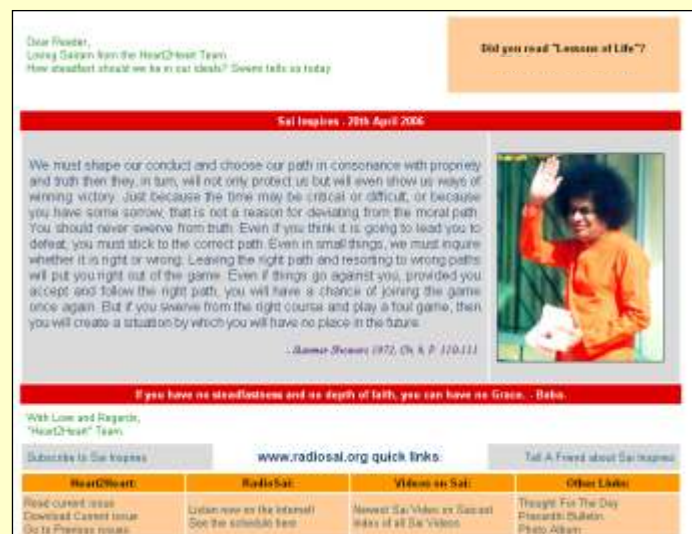 Dear Reader,
Loving Sairam from the Heart2Heart Team
How steadfast should we be in our ideals? Swami tells us today
Did you read "Lessons of Life"?
Sai Inspires - 20th April 2006
We must shape our conduct and choose our path in consonance with propriety
and truth then they, in turn, will not only protect us but will even show us ways of
winning victory. Just because the time may be critical or difficult, or because
you have some sorrow, that is not a reason for deviating from the moral path.
You should never swerve from truth. Even if you think it is going to lead you to
defeat, you must stick to the correct path. Even in small things, we must inquire
whether it is right or wrong. Leaving the right path and resorting to wrong paths
will put you right out of the game. Even if things go against you, provided you
accept and follow the right path, you will have a chance of joining the game
once again. But if you swerve from the right course and play a foul game, then
you will create a situation by which you will have no place in the future.
- Summer Showers 1972, Ch. 8, P. 110-111
If you have no steadfastness and no depth of faith, you can have no Grace. - Baba.
With Love and Regards,
"Heart2Heart" Team.
Subscribe to Sai Inspires
www.radiosai.org quick links:
Tell A Friend about Sai Inspires
Heart2Heart:
RadioSai:
Videos on Sai:
Other Links:
Read current issue
Download Current Issue
Go to Previous issues
Listen now on the internet!
See the schedule here
Newest Sai Video on Saicast
Index of all Sai Videos
Thought For The Day
Prasanthi Bulletin
Photo Album